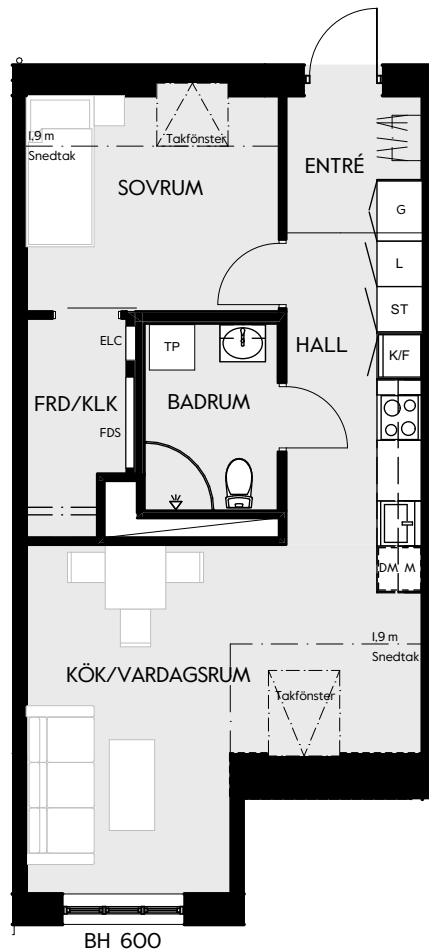 1,9 m
Snedtak
Takfönster
SOVRUM
ENTRÉ
G
L
ST
K/F
HALL
ELC
TP
FRD/KLK
BADRUM
FDS
DM M
1,9 m
Snedtak
KÖK/VARDAGSRUM
Takfönster
BH 600